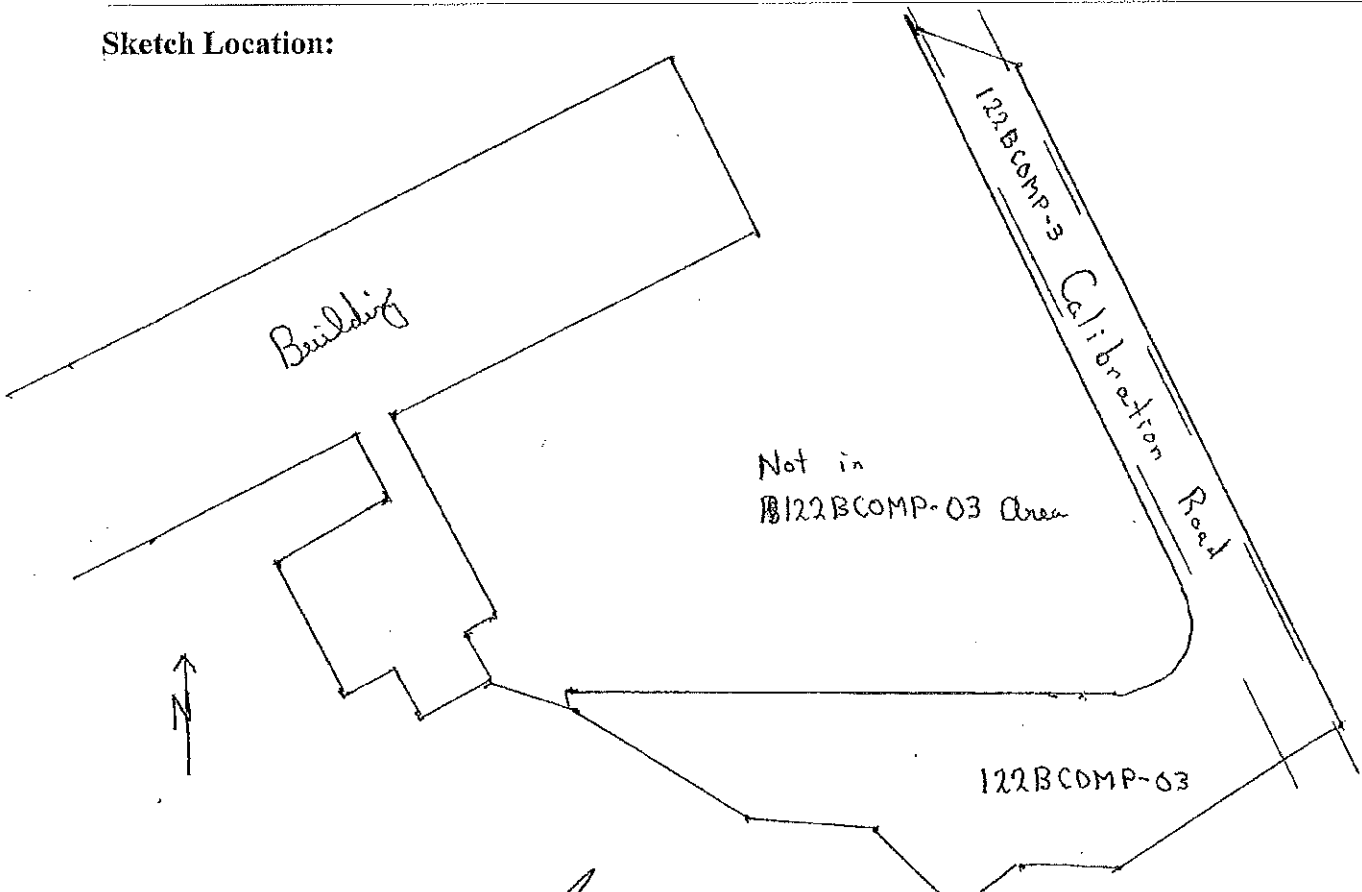 Sketch Location:
122BCOMP-3
Calibration Road
Building
Not in
122BCOMP-03 Area
N
122BCOMP-03